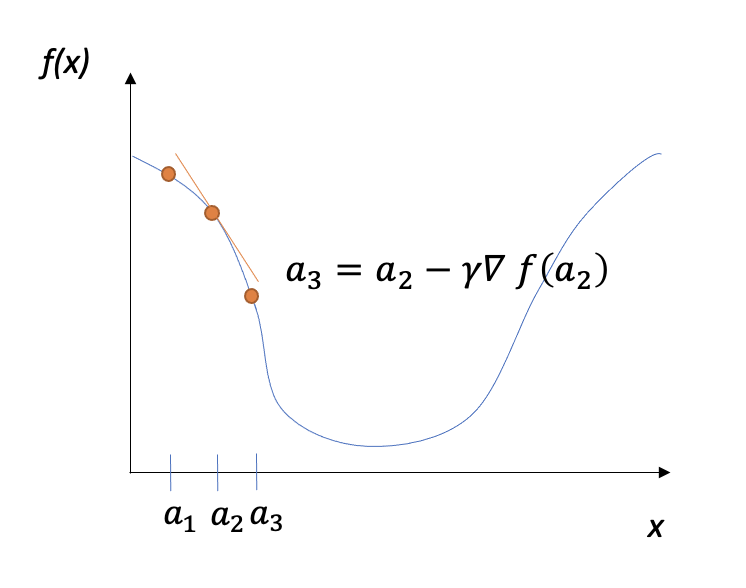 f(x)
a₃ = a₂ − γ∇ f(a₂)
a₁ a₂ a₃
x